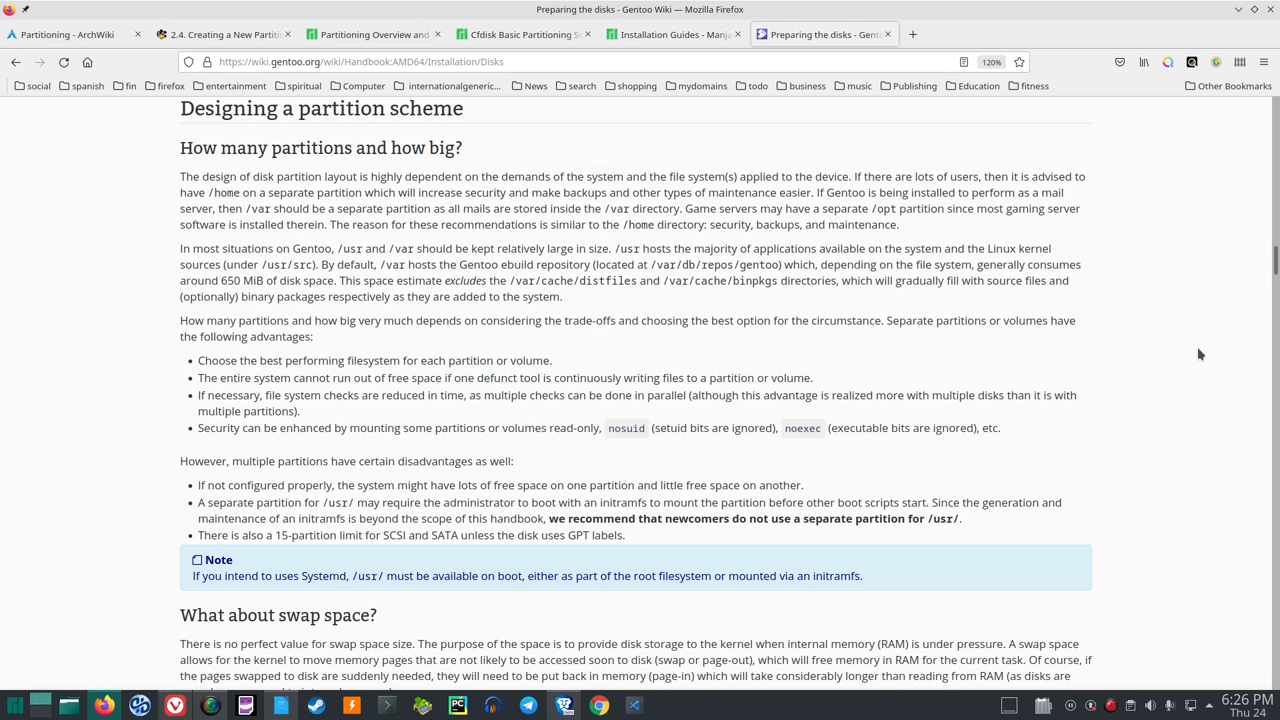 Preparing the disks - Gentoo Wiki — Mozilla Firefox
Partitioning - ArchWiki
2.4. Creating a New Partiti
Partitioning Overview and
Cfdisk Basic Partitioning S
Installation Guides - Manja
Preparing the disks - Gento
https://wiki.gentoo.org/wiki/Handbook:AMD64/Installation/Disks
120%
social
spanish
fin
firefox
entertainment
spiritual
Computer
internationalgeneric...
News
search
shopping
mydomains
todo
business
music
Publishing
Education
fitness
Other Bookmarks
Designing a partition scheme
How many partitions and how big?
The design of disk partition layout is highly dependent on the demands of the system and the file system(s) applied to the device. If there are lots of users, then it is advised to
have /home on a separate partition which will increase security and make backups and other types of maintenance easier. If Gentoo is being installed to perform as a mail
server, then /var should be a separate partition as all mails are stored inside the /var directory. Game servers may have a separate /opt partition since most gaming server
software is installed therein. The reason for these recommendations is similar to the /home directory: security, backups, and maintenance.
In most situations on Gentoo, /usr and /var should be kept relatively large in size. /usr hosts the majority of applications available on the system and the Linux kernel
sources (under /usr/src). By default, /var hosts the Gentoo ebuild repository (located at /var/db/repos/gentoo) which, depending on the file system, generally consumes
around 650 MiB of disk space. This space estimate excludes the /var/cache/distfiles and /var/cache/binpkgs directories, which will gradually fill with source files and
(optionally) binary packages respectively as they are added to the system.
How many partitions and how big very much depends on considering the trade-offs and choosing the best option for the circumstance. Separate partitions or volumes have
the following advantages:
• Choose the best performing filesystem for each partition or volume.
• The entire system cannot run out of free space if one defunct tool is continuously writing files to a partition or volume.
• If necessary, file system checks are reduced in time, as multiple checks can be done in parallel (although this advantage is realized more with multiple disks than it is with
multiple partitions).
• Security can be enhanced by mounting some partitions or volumes read-only, nosuid (setuid bits are ignored), noexec (executable bits are ignored), etc.
However, multiple partitions have certain disadvantages as well:
• If not configured properly, the system might have lots of free space on one partition and little free space on another.
• A separate partition for /usr/ may require the administrator to boot with an initramfs to mount the partition before other boot scripts start. Since the generation and
maintenance of an initramfs is beyond the scope of this handbook, we recommend that newcomers do not use a separate partition for /usr/.
• There is also a 15-partition limit for SCSI and SATA unless the disk uses GPT labels.
Note
If you intend to uses Systemd, /usr/ must be available on boot, either as part of the root filesystem or mounted via an initramfs.
What about swap space?
There is no perfect value for swap space size. The purpose of the space is to provide disk storage to the kernel when internal memory (RAM) is under pressure. A swap space
allows for the kernel to move memory pages that are not likely to be accessed soon to disk (swap or page-out), which will free memory in RAM for the current task. Of course, if
the pages swapped to disk are suddenly needed, they will need to be put back in memory (page-in) which will take considerably longer than reading from RAM (as disks are
6:26 PM
Thu 24